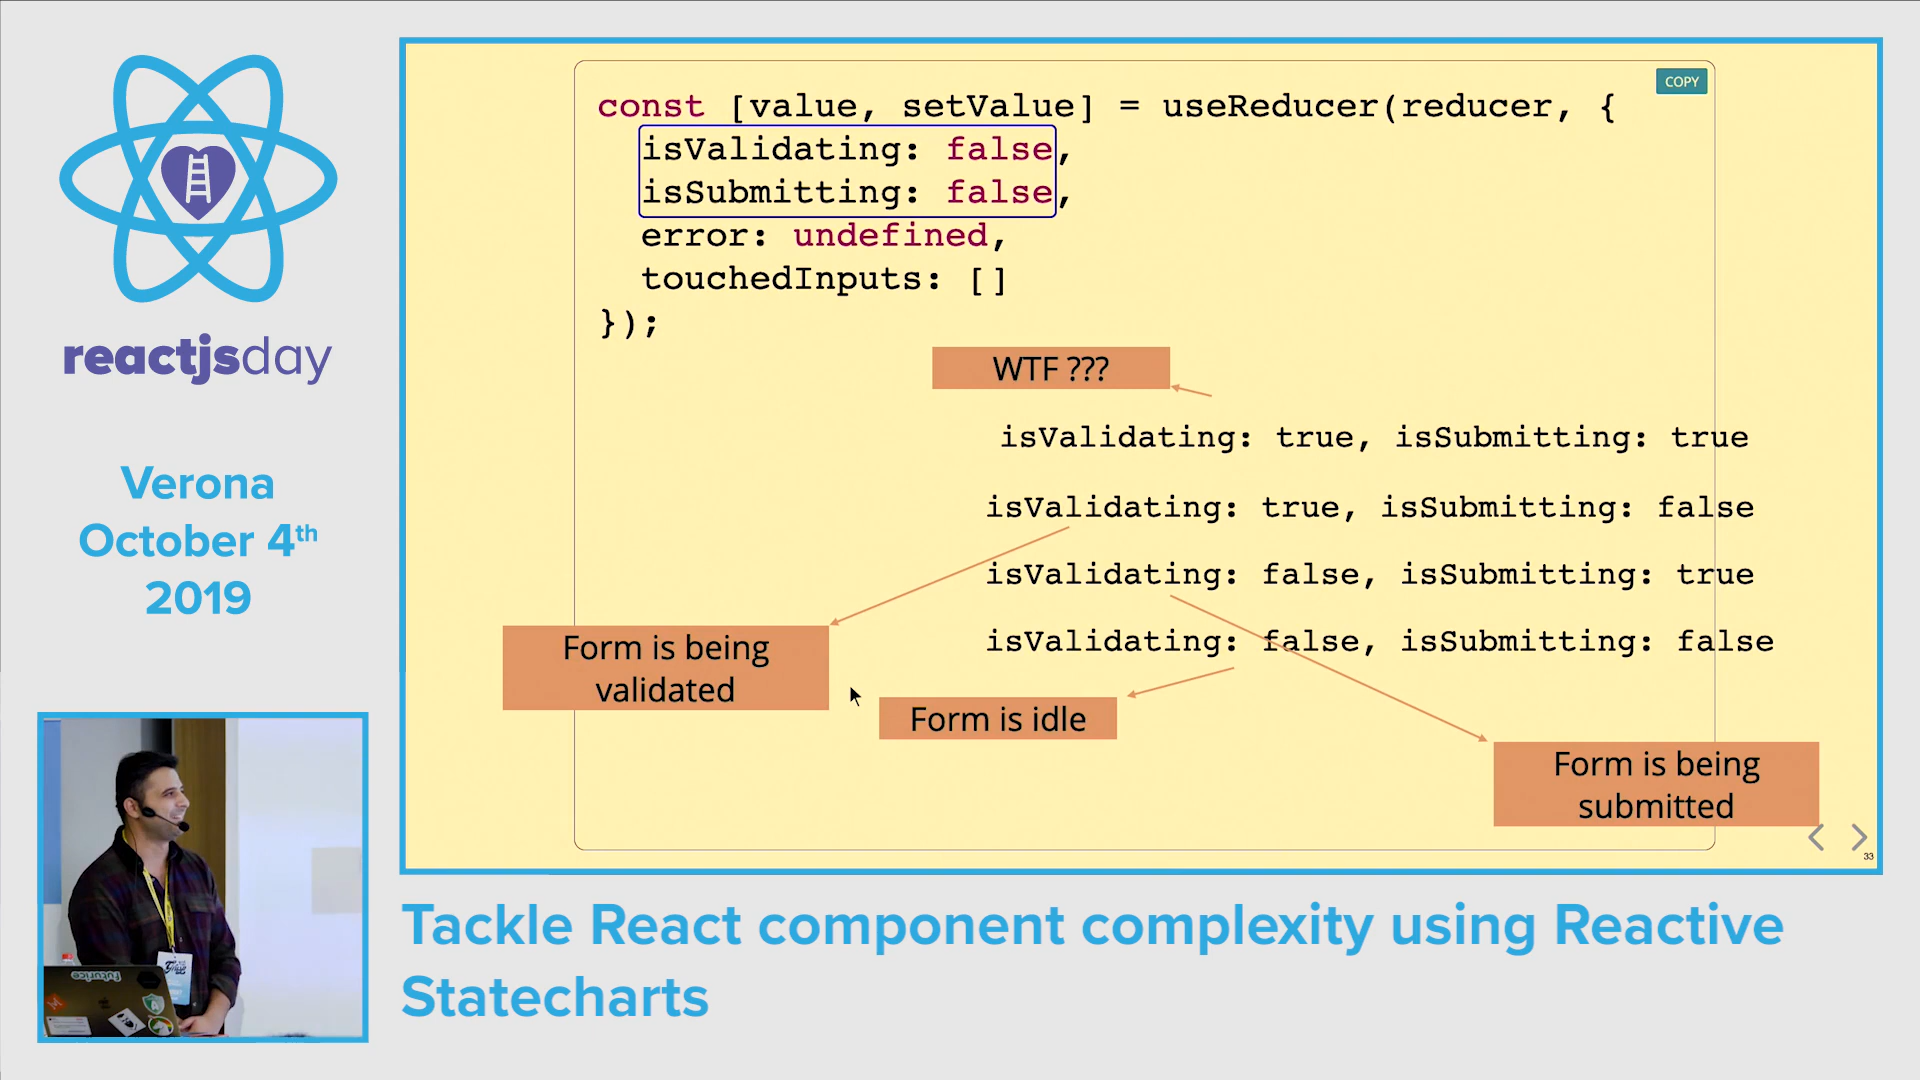 reactjsday
Verona
October 4th
2019
COPY
const [value, setValue] = useReducer(reducer, {
isValidating: false,
isSubmitting: false,
error: undefined,
touchedInputs: []
});
WTF ???
isValidating: true, isSubmitting: true
isValidating: true, isSubmitting: false
isValidating: false, isSubmitting: true
isValidating: false, isSubmitting: false
Form is being
validated
Form is idle
Form is being
submitted
33
Tackle React component complexity using Reactive
Statecharts
futurice